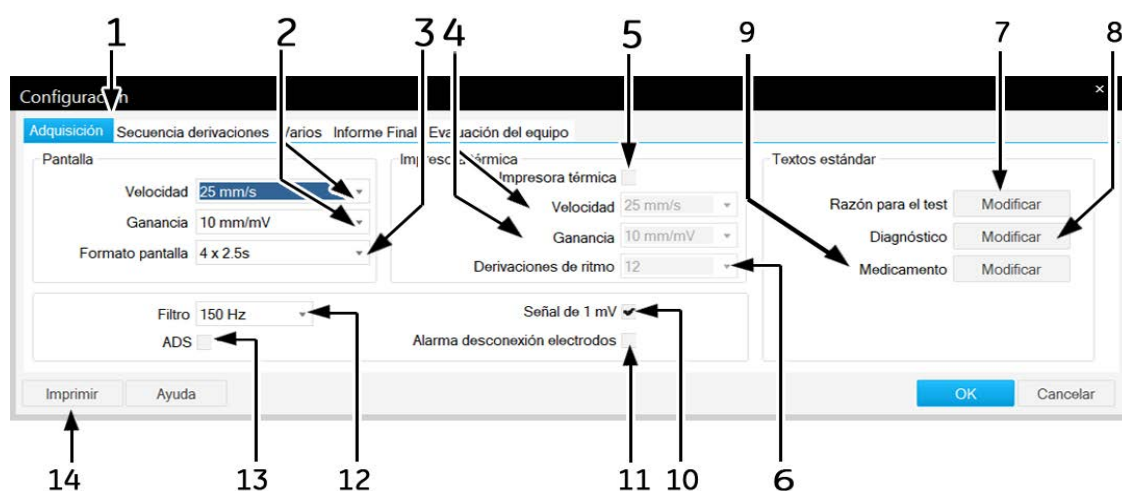 1 2 3 4 5 9 7 8
Configuración
×
Adquisición Secuencia derivaciones Varios Informe Final Evaluación del equipo
Pantalla
Velocidad 25 mm/s
Ganancia 10 mm/mV
Formato pantalla 4 x 2.5s
Impresora térmica
Impresora térmica
Velocidad 25 mm/s
Ganancia 10 mm/mV
Derivaciones de ritmo 12
Textos estándar
Razón para el test Modificar
Diagnóstico Modificar
Medicamento Modificar
Filtro 150 Hz
ADS
Señal de 1 mV
Alarma desconexión electrodos
Imprimir Ayuda OK Cancelar
14 13 12 11 10 6